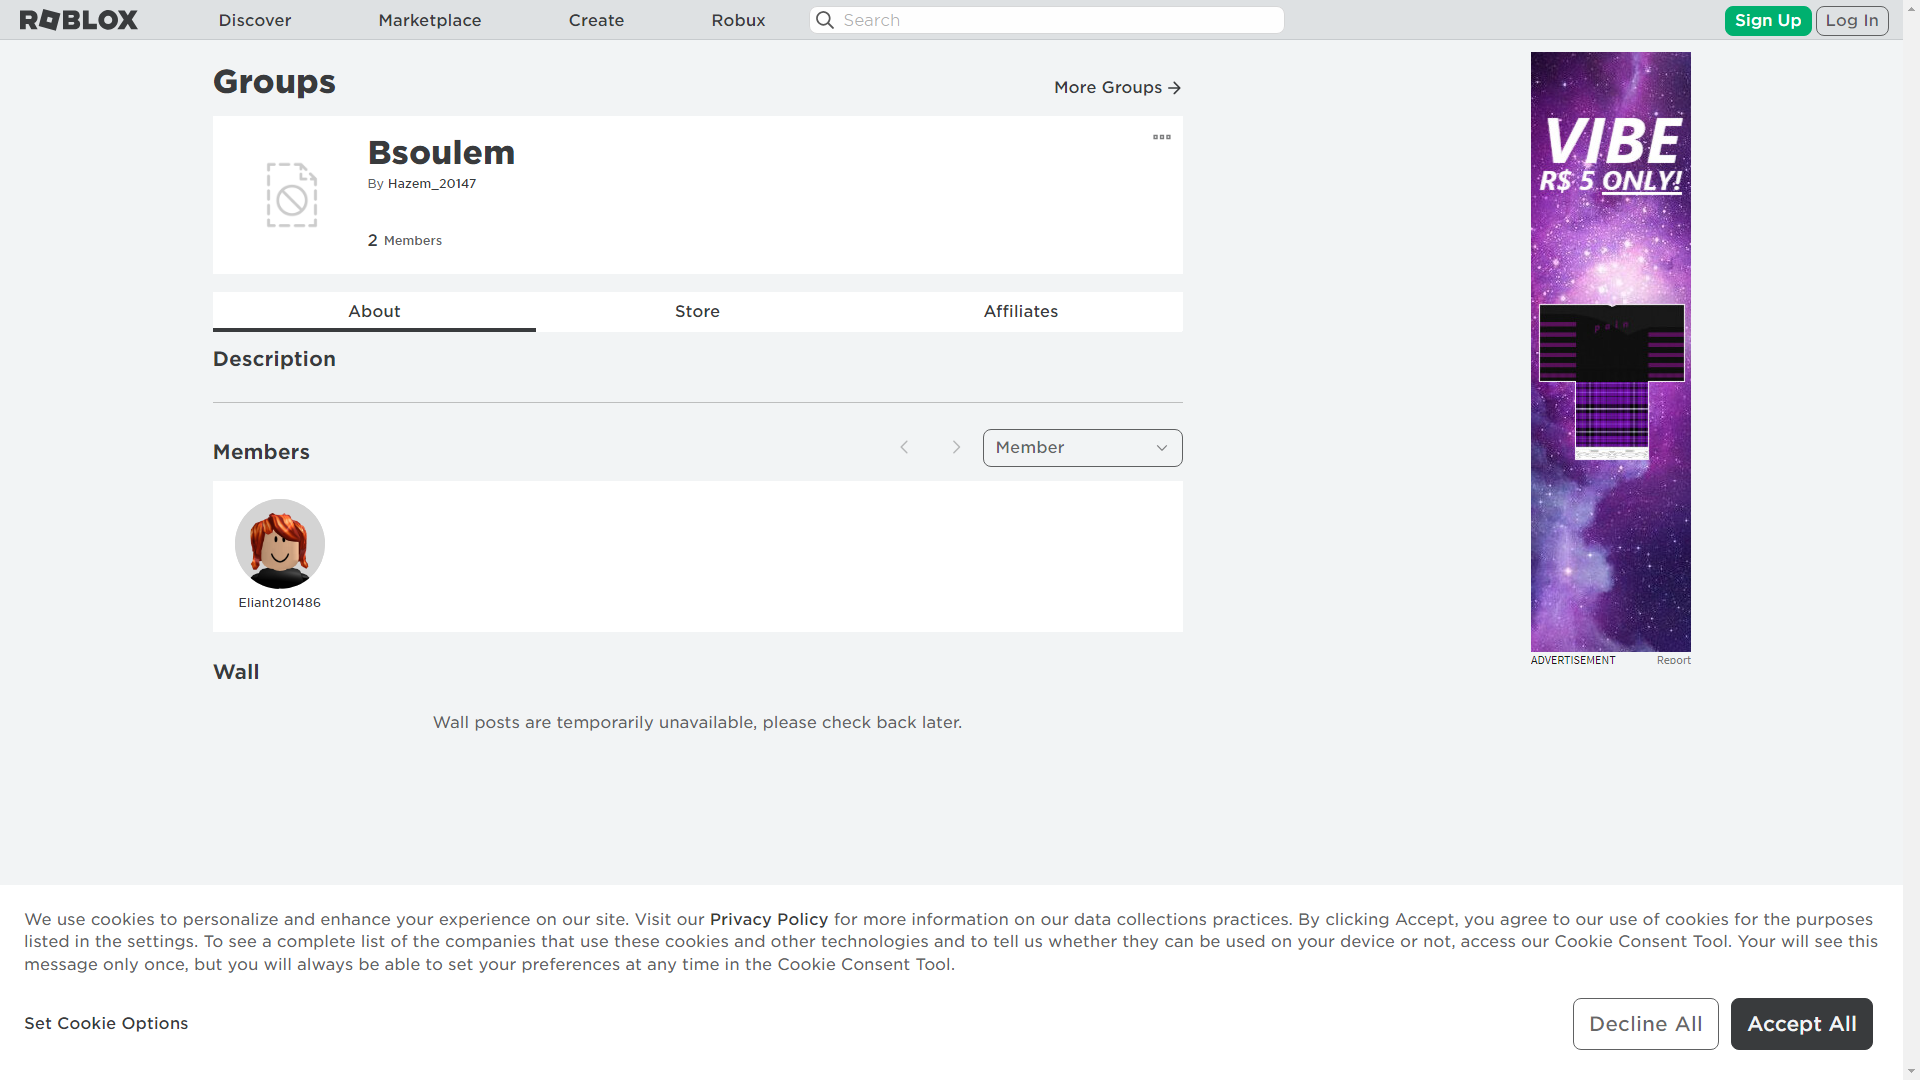 ROBLOX
Discover
Marketplace
Create
Robux
Search
Sign Up
Log In
Groups
More Groups
Bsoulem
By Hazem_20147
2 Members
About
Store
Affiliates
Description
Members
Member
Eliant201486
Wall
Wall posts are temporarily unavailable, please check back later.
VIBE
R$ 5 ONLY!
pain
ADVERTISEMENT
Report
We use cookies to personalize and enhance your experience on our site. Visit our Privacy Policy for more information on our data collections practices. By clicking Accept, you agree to our use of cookies for the purposes
listed in the settings. To see a complete list of the companies that use these cookies and other technologies and to tell us whether they can be used on your device or not, access our Cookie Consent Tool. Your will see this
message only once, but you will always be able to set your preferences at any time in the Cookie Consent Tool.
Set Cookie Options
Decline All
Accept All